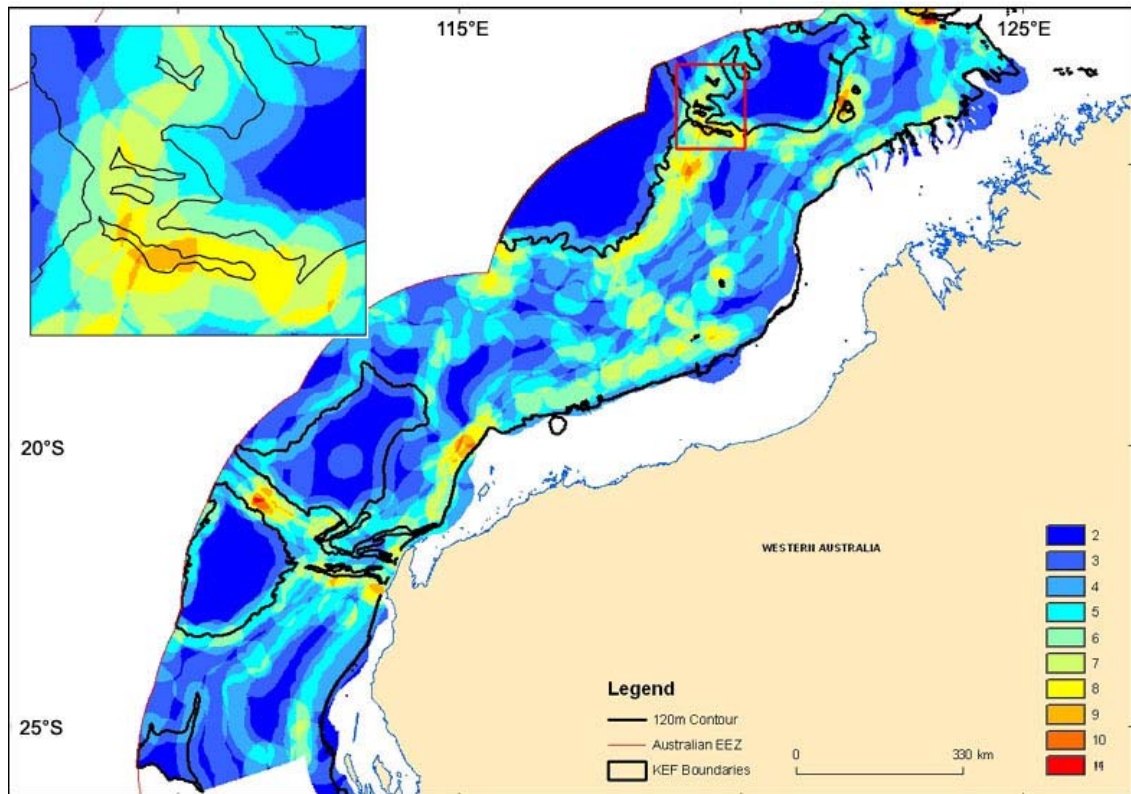 115°E
125°E
20°S
WESTERN AUSTRALIA
25°S
Legend
120m Contour
Australian EEZ
KEF Boundaries
0 330 km
2
3
4
5
6
7
8
9
10
11